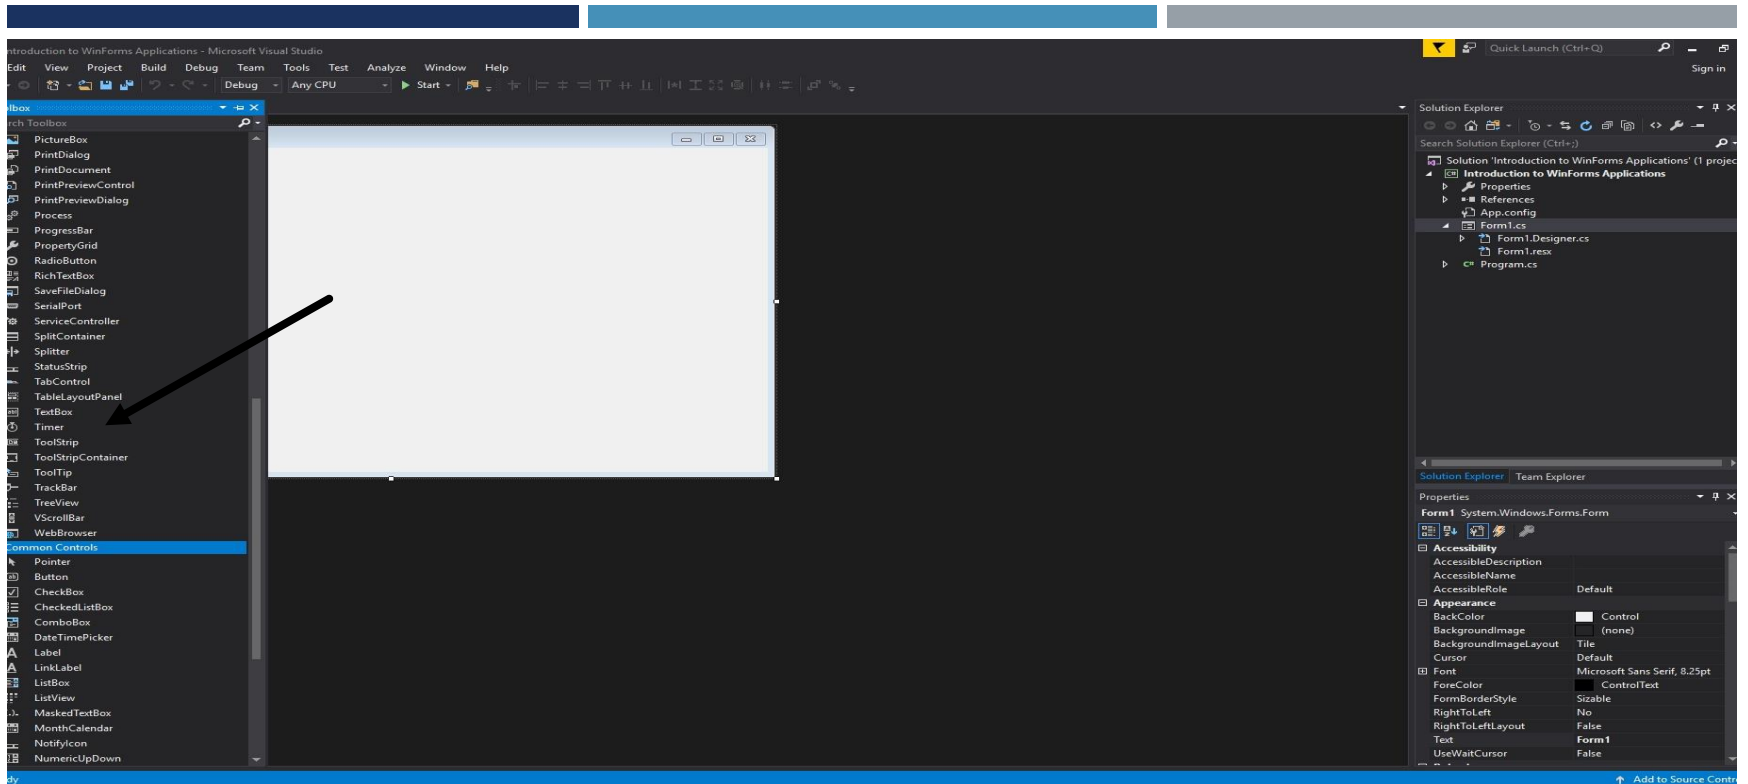 ntroduction to WinForms Applications - Microsoft Visual Studio
Quick Launch (Ctrl+Q)
Edit View Project Build Debug Team Tools Test Analyze Window Help
Sign in
Debug Any CPU Start
lbox
rch Toolbox
PictureBox
PrintDialog
PrintDocument
PrintPreviewControl
PrintPreviewDialog
Process
ProgressBar
PropertyGrid
RadioButton
RichTextBox
SaveFileDialog
SerialPort
ServiceController
SplitContainer
Splitter
StatusStrip
TabControl
TableLayoutPanel
TextBox
Timer
ToolStrip
ToolStripContainer
ToolTip
TrackBar
TreeView
VScrollBar
WebBrowser
Common Controls
Pointer
Button
CheckBox
CheckedListBox
ComboBox
DateTimePicker
Label
LinkLabel
ListBox
ListView
MaskedTextBox
MonthCalendar
NotifyIcon
NumericUpDown
Solution Explorer
Search Solution Explorer (Ctrl+;)
Solution 'Introduction to WinForms Applications' (1 projec
Introduction to WinForms Applications
Properties
References
App.config
Form1.cs
Form1.Designer.cs
Form1.resx
C# Program.cs
Solution Explorer Team Explorer
Properties
Form1 System.Windows.Forms.Form
Accessibility
AccessibleDescription
AccessibleName
AccessibleRole Default
Appearance
BackColor Control
BackgroundImage (none)
BackgroundImageLayout Tile
Cursor Default
Font Microsoft Sans Serif, 8.25pt
ForeColor ControlText
FormBorderStyle Sizable
RightToLeft No
RightToLeftLayout False
Text Form1
UseWaitCursor False
dy
Add to Source Contr